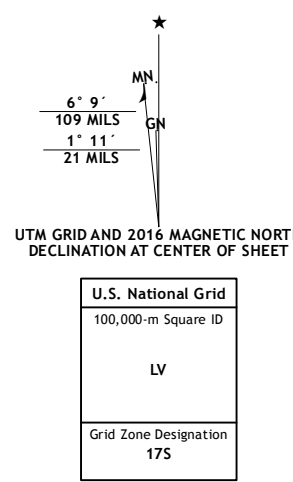 ★
MN.
6° 9´
109 MILS
GN
1° 11´
21 MILS
UTM GRID AND 2016 MAGNETIC NORT
DECLINATION AT CENTER OF SHEET
U.S. National Grid
100,000-m Square ID
LV
Grid Zone Designation
17S